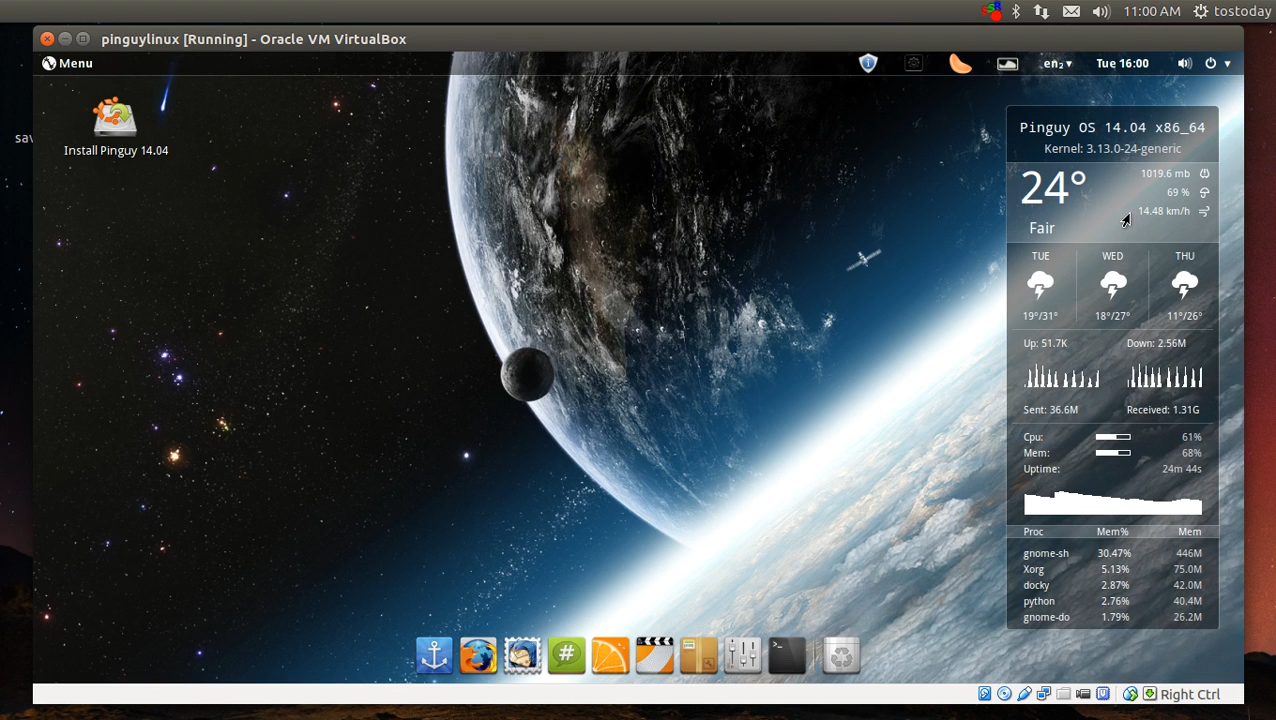 11:00 AM tostoday
pinguylinux [Running] - Oracle VM VirtualBox
Menu en₂ Tue 16:00
Install Pinguy 14.04
Pinguy OS 14.04 x86_64
Kernel: 3.13.0-24-generic
24° 1019.6 mb
69 %
14.48 km/h
Fair
TUE WED THU
19°/31° 18°/27° 11°/26°
Up: 51.7K Down: 2.56M
Sent: 36.6M Received: 1.31G
Cpu: 61%
Mem: 68%
Uptime: 24m 44s
Proc Mem% Mem
gnome-sh 30.47% 446M
Xorg 5.13% 75.0M
docky 2.87% 42.0M
python 2.76% 40.4M
gnome-do 1.79% 26.2M
#
>_
Right Ctrl